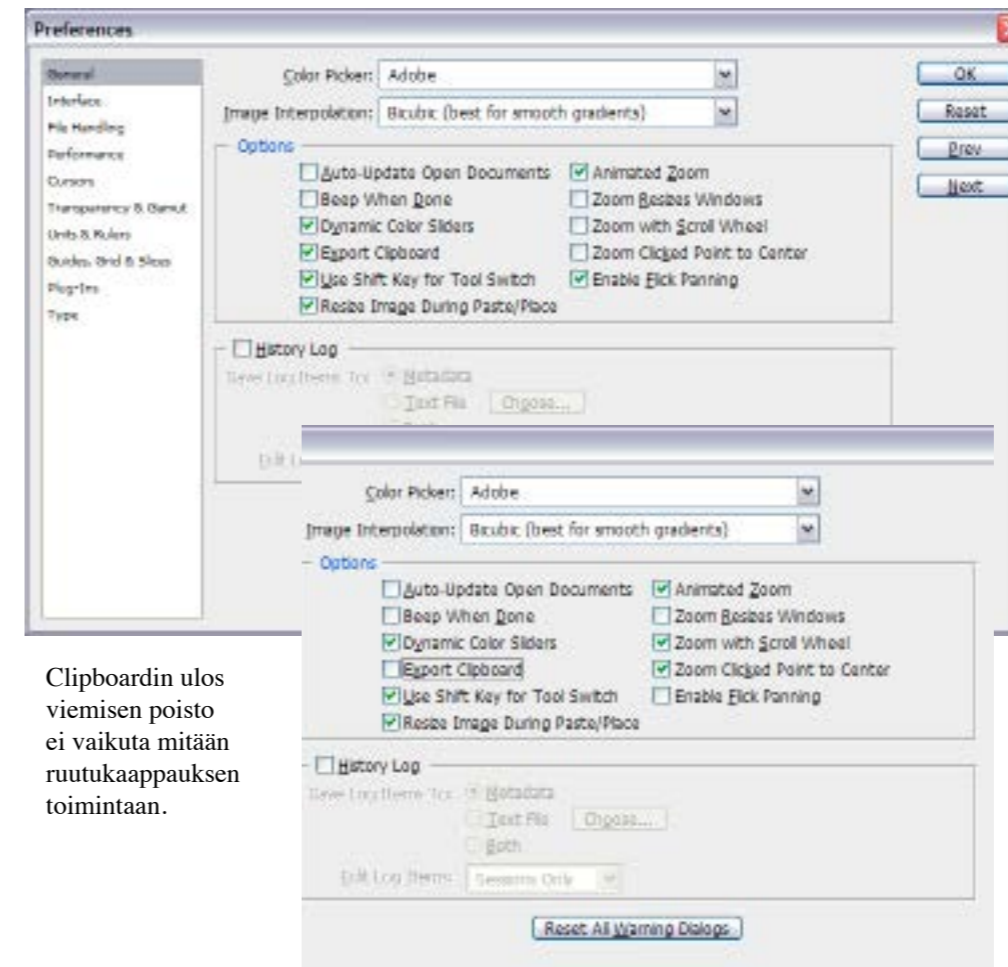 Preferences
General
Interface
File Handling
Performance
Cursors
Transparency & Gamut
Units & Rulers
Guides, Grid & Slices
Plug-Ins
Type
Color Picker: Adobe
Image Interpolation: Bicubic (best for smooth gradients)
Options
Auto-Update Open Documents
Beep When Done
Dynamic Color Sliders
Export Clipboard
Use Shift Key for Tool Switch
Resize Image During Paste/Place
Animated Zoom
Zoom Resizes Windows
Zoom with Scroll Wheel
Zoom Clicked Point to Center
Enable Flick Panning
History Log
Save Log Items To: Metadata
Text File Choose...
OK
Reset
Prev
Next
Color Picker: Adobe
Image Interpolation: Bicubic (best for smooth gradients)
Options
Auto-Update Open Documents
Beep When Done
Dynamic Color Sliders
Export Clipboard
Use Shift Key for Tool Switch
Resize Image During Paste/Place
Animated Zoom
Zoom Resizes Windows
Zoom with Scroll Wheel
Zoom Clicked Point to Center
Enable Flick Panning
History Log
Save Log Items To: Metadata
Text File Choose...
Both
Edit Log Items: Sessions Only
Reset All Warning Dialogs
Clipboardin ulos
viemisen poisto
ei vaikuta mitään
ruutukaappauksen
toimintaan.